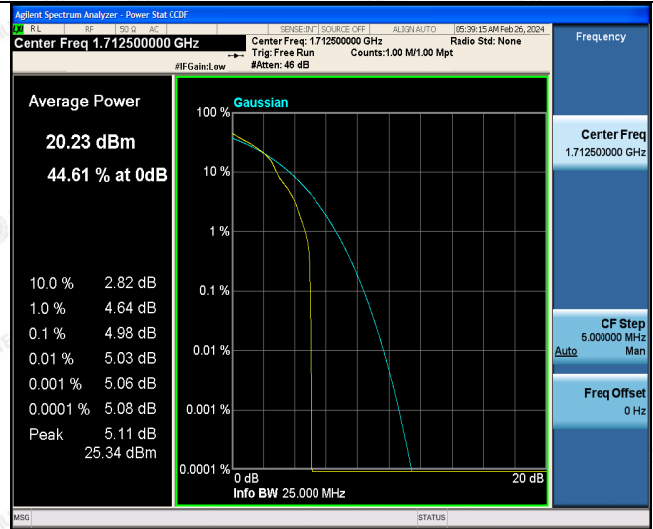 Agilent Spectrum Analyzer - Power Stat CCDF
LXI RL RF 50 Ω AC SENSE:INT SOURCE OFF ALIGN AUTO 05:39:15 AM Feb 26, 2024
Center Freq 1.712500000 GHz
Center Freq: 1.712500000 GHz Radio Std: None
Trig: Free Run Counts:1.00 M/1.00 Mpt
#IFGain:Low #Atten: 46 dB
Frequency
Average Power
20.23 dBm
44.61 % at 0dB
10.0 % 2.82 dB
1.0 % 4.64 dB
0.1 % 4.98 dB
0.01 % 5.03 dB
0.001 % 5.06 dB
0.0001 % 5.08 dB
Peak 5.11 dB
25.34 dBm
Gaussian
100 %
10 %
1 %
0.1 %
0.01 %
0.001 %
0.0001 %
0 dB 20 dB
Info BW 25.000 MHz
Center Freq
1.712500000 GHz
CF Step
5.000000 MHz
Auto Man
Freq Offset
0 Hz
MSG STATUS